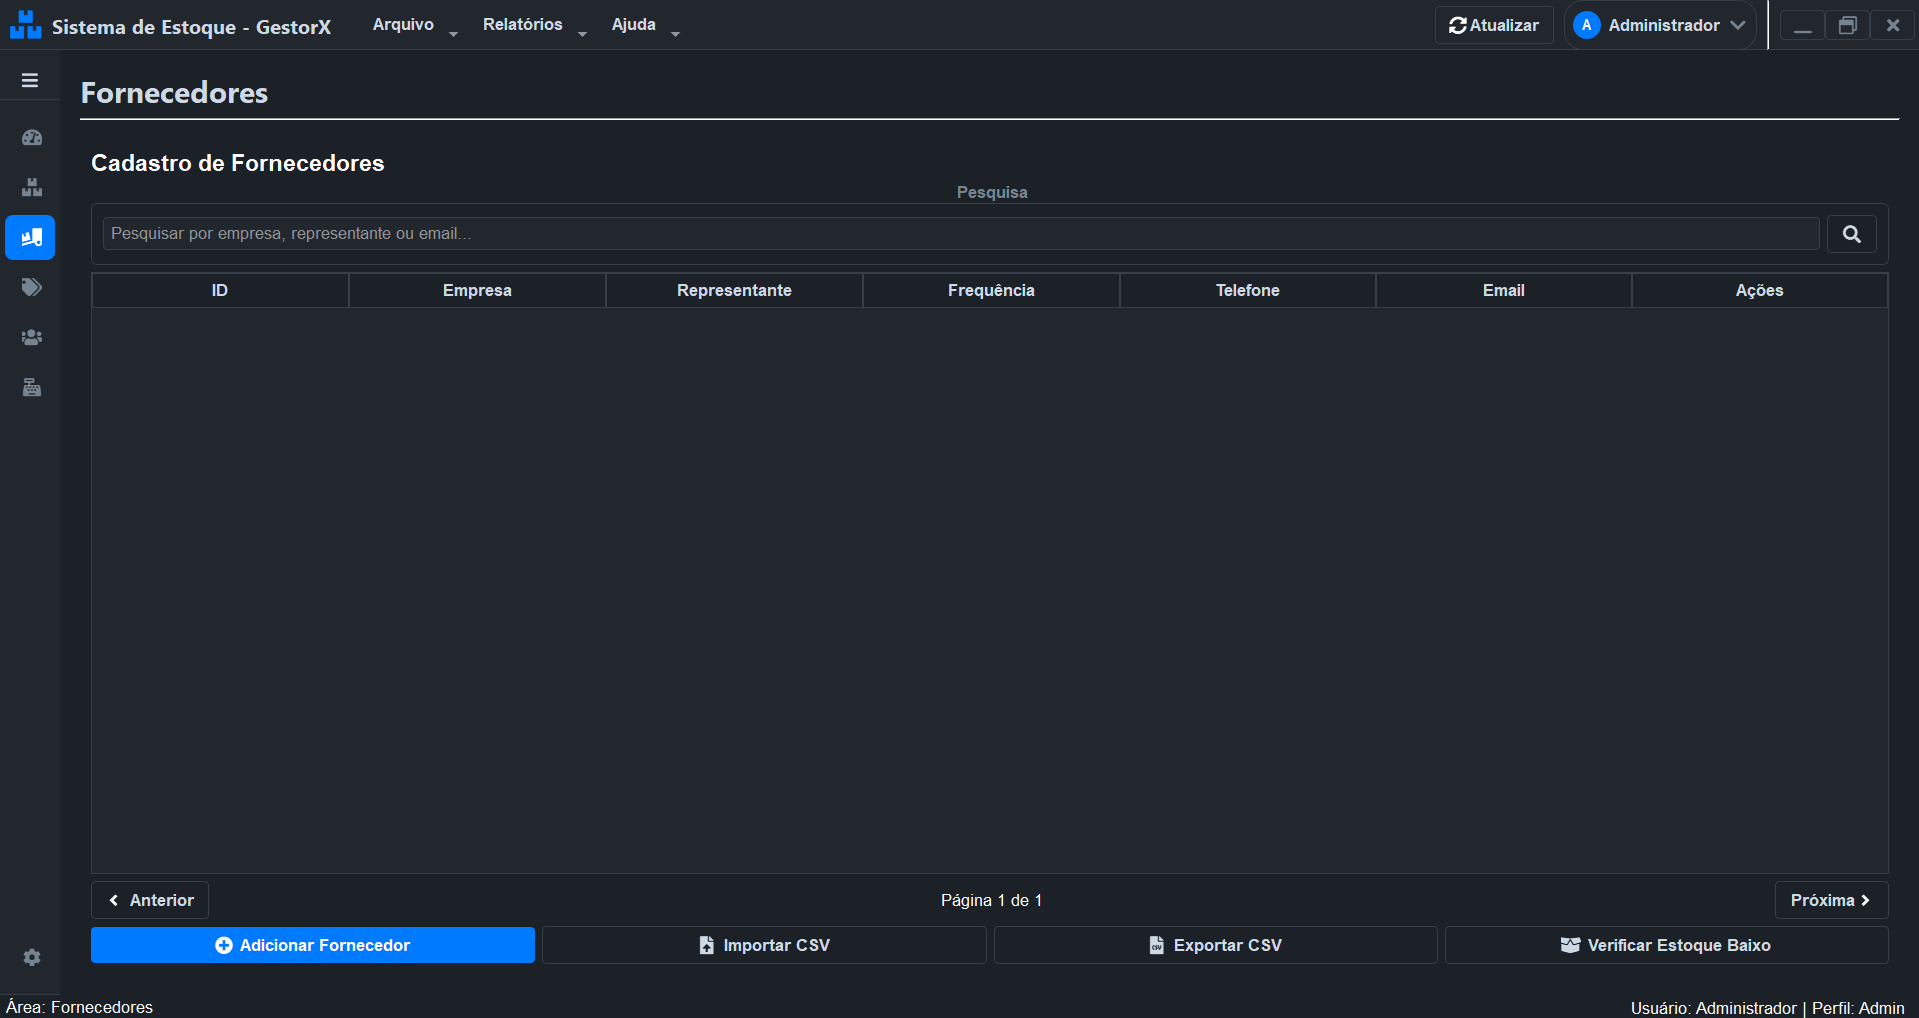 Sistema de Estoque - GestorX Arquivo Relatórios Ajuda Atualizar A Administrador
Fornecedores
Cadastro de Fornecedores
Pesquisa
Pesquisar por empresa, representante ou email...
ID Empresa Representante Frequência Telefone Email Ações
Anterior Página 1 de 1 Próxima
Adicionar Fornecedor Importar CSV Exportar CSV Verificar Estoque Baixo
Área: Fornecedores Usuário: Administrador | Perfil: Admin